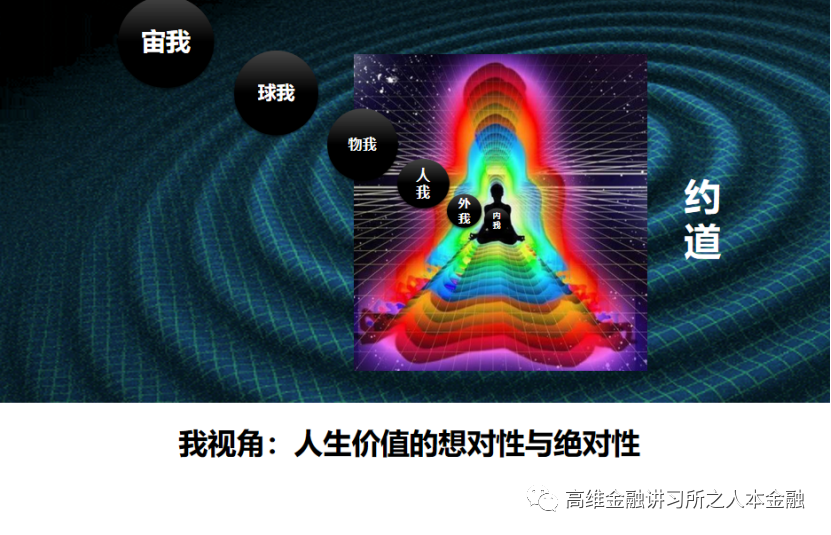 宙我
球我
物我
人
我
外
我
内
我
约
道
我视角：人生价值的想对性与绝对性
高维金融讲习所之人本金融